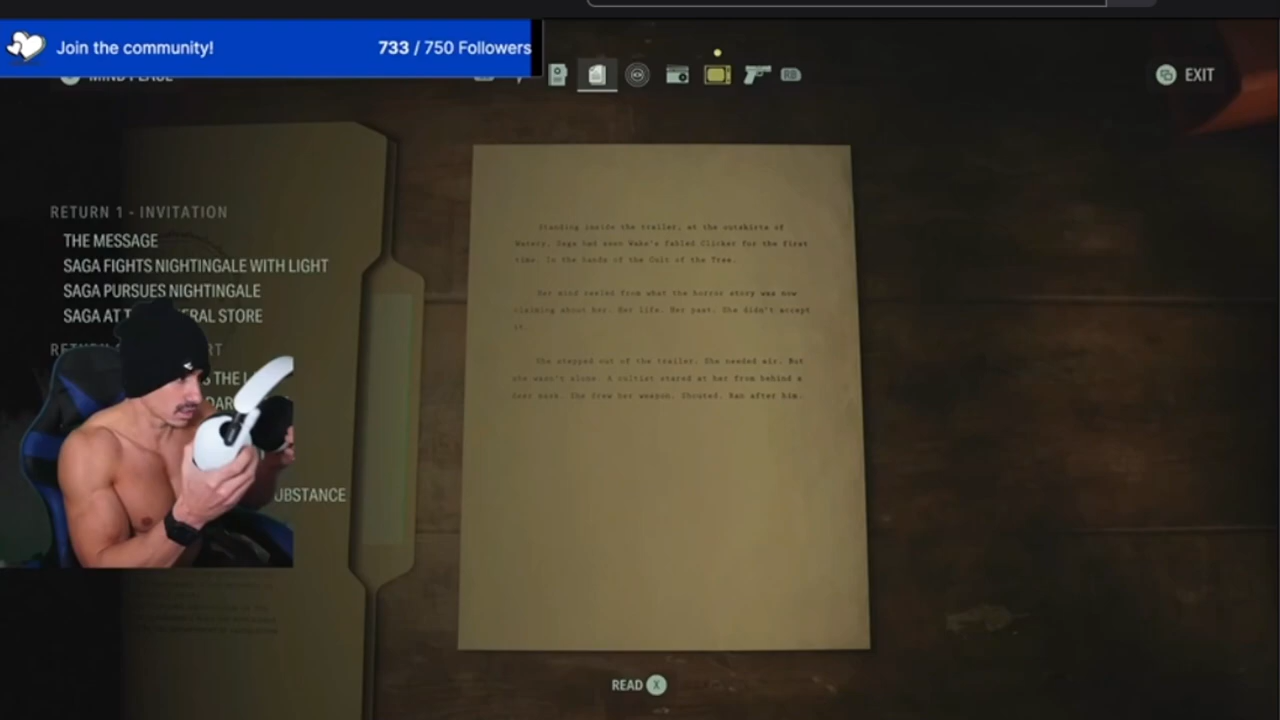 Join the community!
733 / 750 Followers
MIND PLACE
RB
EXIT
RETURN 1 - INVITATION
THE MESSAGE
SAGA FIGHTS NIGHTINGALE WITH LIGHT
SAGA PURSUES NIGHTINGALE
SAGA AT ERAL STORE
UBSTANCE
Standing inside the trailer, at the outskirts of
Watery, Saga had seen Wake's fabled Clicker for the first
time. In the hands of the Cult of the Tree.
Her mind reeled from what the horror story was now
claiming about her. Her life. Her past. She didn't accept
it.
She stepped out of the trailer. She needed air. But
she wasn't alone. A cultist stared at her from behind a
deer mask. She drew her weapon. Shouted. Ran after him.
READ X